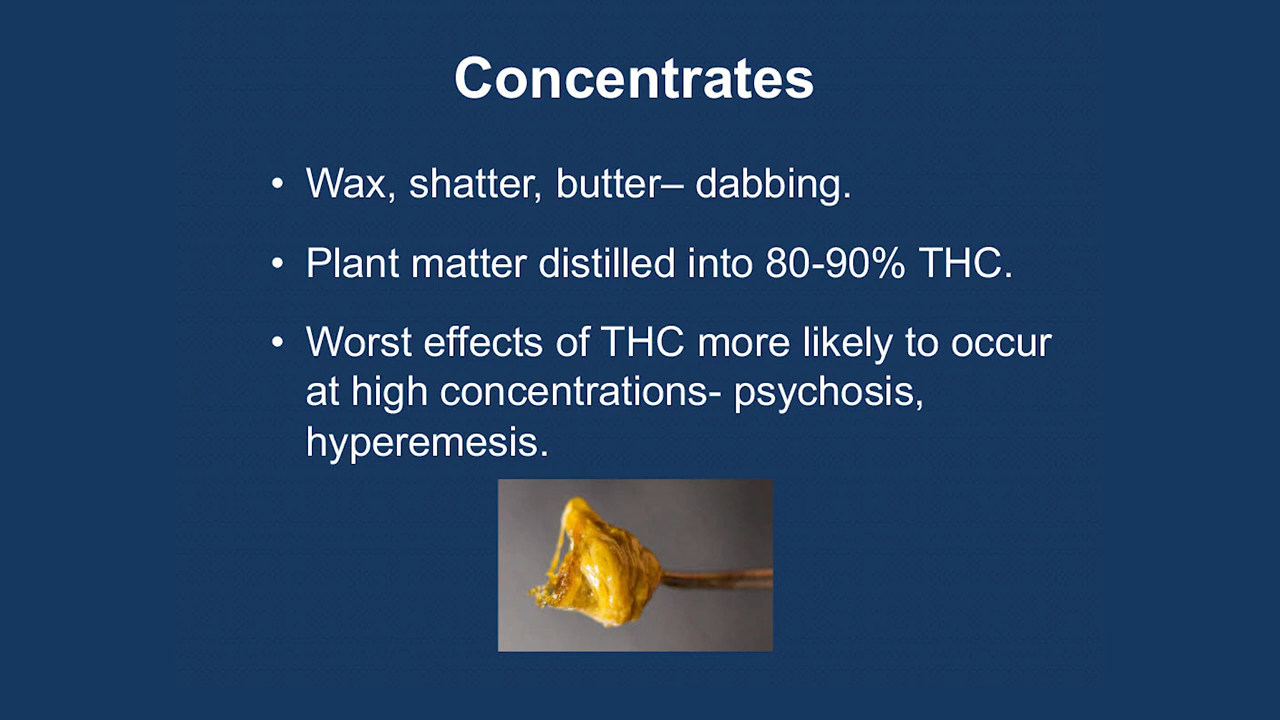 Concentrates
• Wax, shatter, butter– dabbing.
• Plant matter distilled into 80-90% THC.
• Worst effects of THC more likely to occur
at high concentrations- psychosis,
hyperemesis.